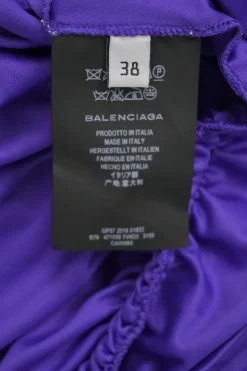 38
BALENCIAGA
PRODOTTO IN ITALIA
MADE IN ITALY
HERGESTELLT IN ITALIEN
FABRIQUE EN ITALIE
HECHO EN ITALIA
イタリア製
产地:意大利